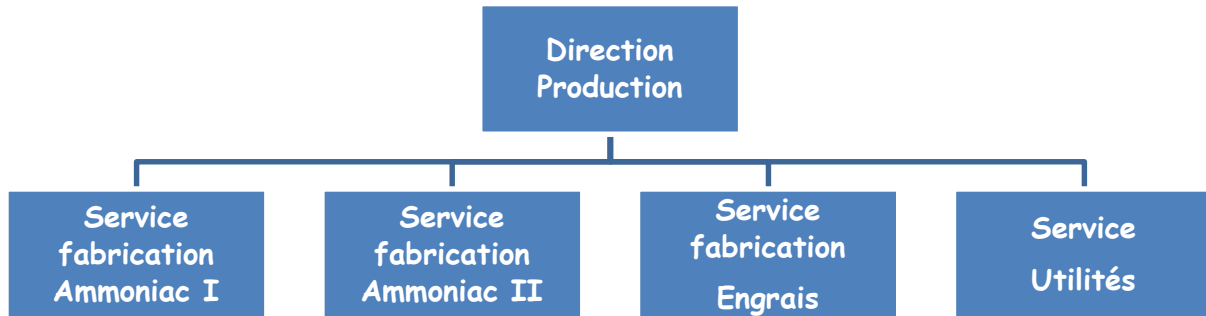 Direction
Production
Service
fabrication
Ammoniac I
Service
fabrication
Ammoniac II
Service
fabrication
Engrais
Service
Utilités